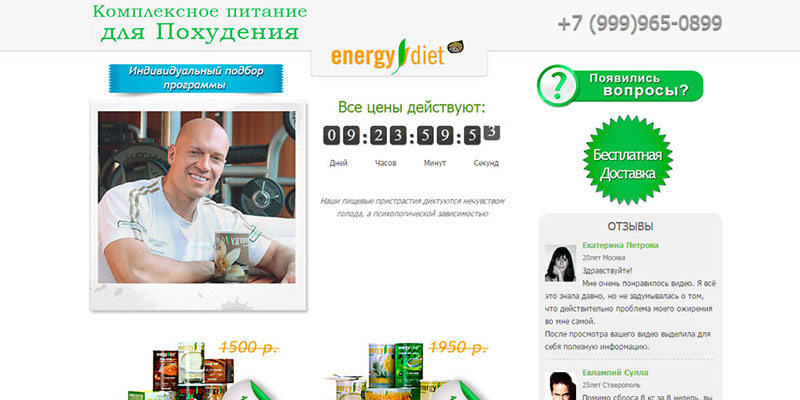 Комплексное питание
для Похудения
+7 (999)965-0899
energy diet
Индивидуальный подбор
программы
Появились
вопросы?
Все цены действуют:
09:23:59:53
Дней Часов Минут Секунд
Бесплатная
Доставка
Наши пищевые пристрастия диктуются нечувством
голода, а психологической зависимостью
ОТЗЫВЫ
Екатерина Петрова
20лет Москва
Здравствуйте!
Мне очень понравилось видео. Я всё
это знала давно, но не задумывалась о том,
что действительно проблема моего ожирения
во мне самой.
После просмотра вашего видео выделила для
себя полезную информацию.
1500 р.
1950 р.
Евлампий Сулла
25лет Ставрополь
Помимо сброса 8 кг за 8 недель, вы